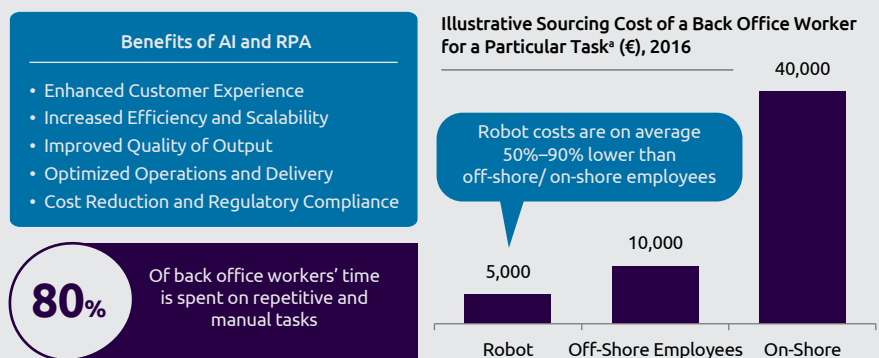 Benefits of AI and RPA
• Enhanced Customer Experience
• Increased Efficiency and Scalability
• Improved Quality of Output
• Optimized Operations and Delivery
• Cost Reduction and Regulatory Compliance
80%
Of back office workers’ time
is spent on repetitive and
manual tasks
Illustrative Sourcing Cost of a Back Office Worker
for a Particular Taskᵃ (€), 2016
40,000
Robot costs are on average
50%–90% lower than
off-shore/ on-shore employees
10,000
5,000
Robot
Off-Shore Employees
On-Shore